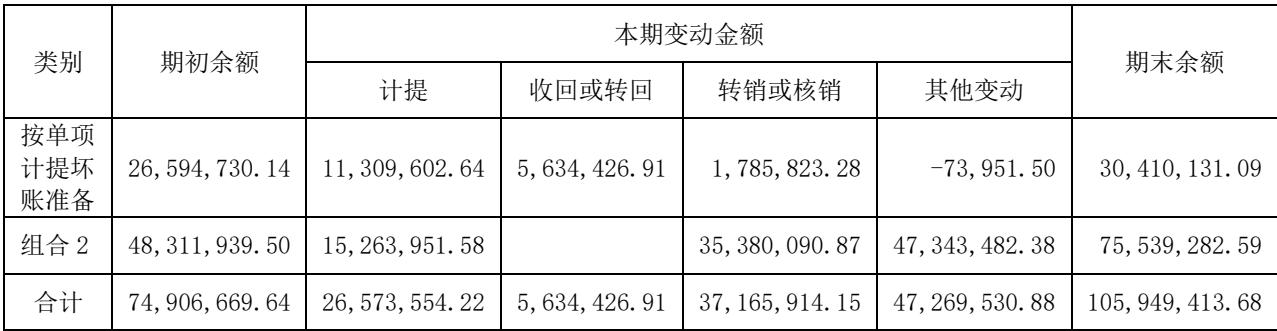 类别 期初余额 本期变动金额 期末余额
计提 收回或转回 转销或核销 其他变动
按单项
计提坏
账准备 26,594,730.14 11,309,602.64 5,634,426.91 1,785,823.28 -73,951.50 30,410,131.09
组合2 48,311,939.50 15,263,951.58 35,380,090.87 47,343,482.38 75,539,282.59
合计 74,906,669.64 26,573,554.22 5,634,426.91 37,165,914.15 47,269,530.88 105,949,413.68